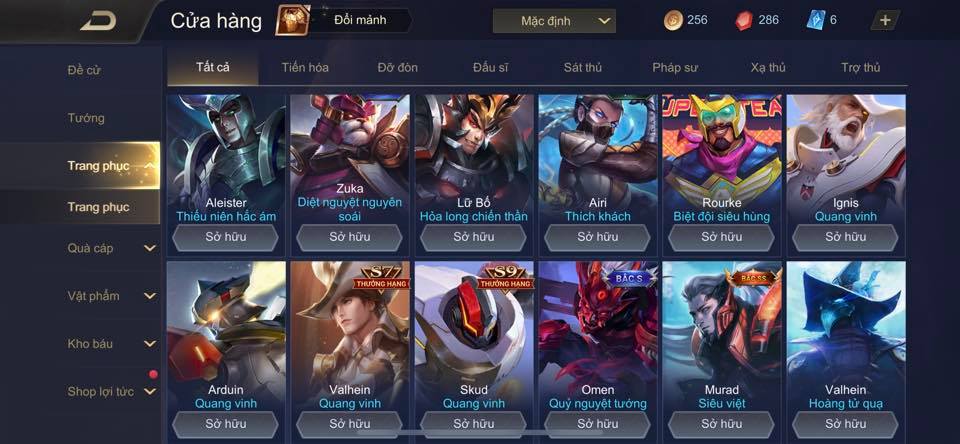 Cửa hàng
Đổi mảnh
Mặc định
256
286
6
Đề cử
Tướng
Trang phục
Trang phục
Quà cáp
Vật phẩm
Kho báu
Shop lợi tức
Tất cả
Tiến hóa
Đỡ đòn
Đấu sĩ
Sát thủ
Pháp sư
Xạ thủ
Trợ thủ
Aleister
Thiếu niên hắc ám
Sở hữu
Zuka
Diệt nguyệt nguyên
soái
Sở hữu
Lữ Bố
Hỏa long chiến thần
Sở hữu
Airi
Thích khách
Sở hữu
Rourke
Biệt đội siêu hùng
Sở hữu
Ignis
Quang vinh
Sở hữu
Arduin
Quang vinh
Sở hữu
S7
THƯỞNG HẠNG
Valhein
Quang vinh
Sở hữu
S9
THƯỞNG HẠNG
Skud
Quang vinh
Sở hữu
BẬC S
Omen
Quỷ nguyệt tướng
Sở hữu
BẬC SS
Murad
Siêu việt
Sở hữu
Valhein
Hoàng tử quạ
Sở hữu